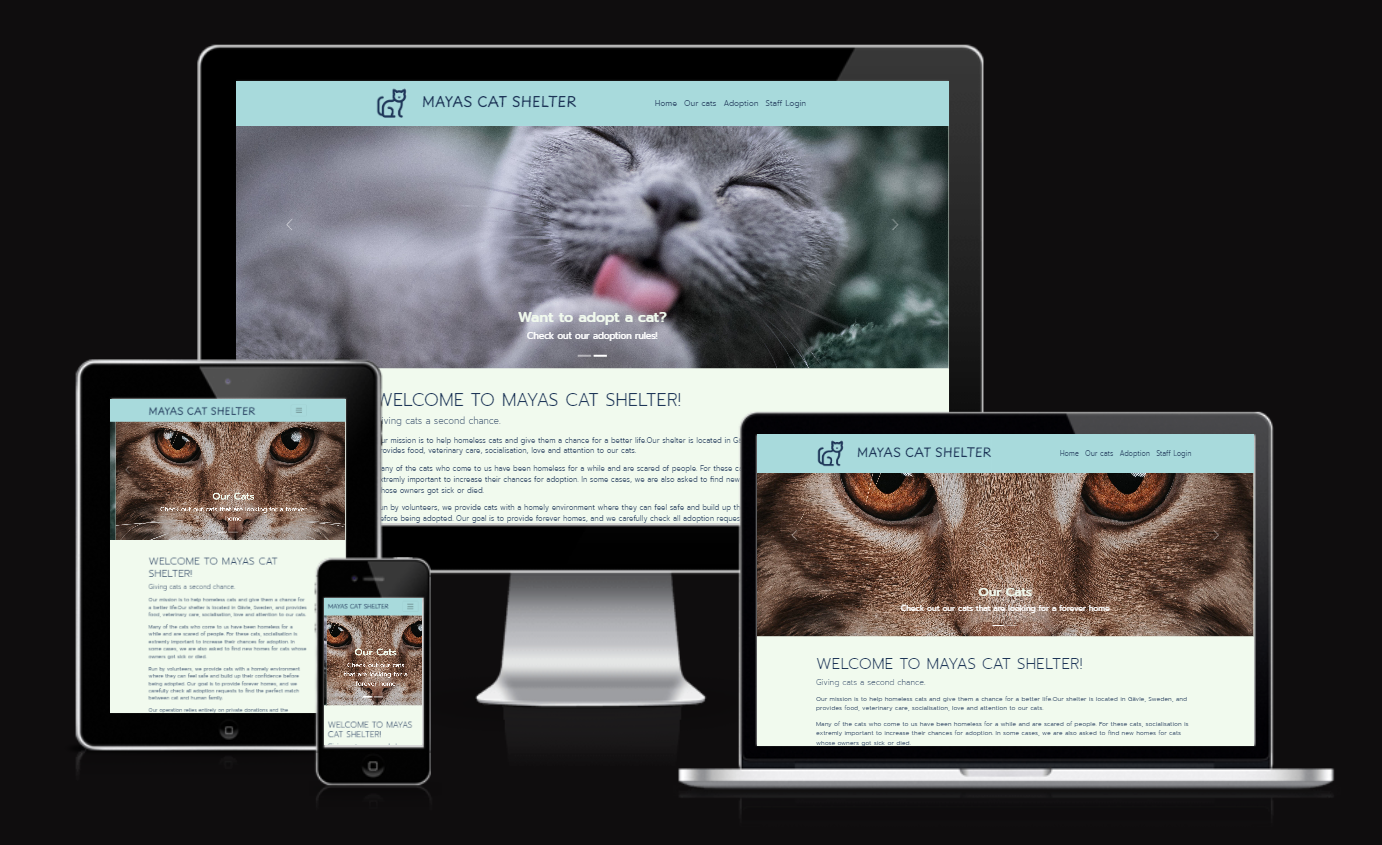 MAYAS CAT SHELTER
Home Our cats Adoption Staff Login
Want to adopt a cat?
Check out our adoption rules!
WELCOME TO MAYAS CAT SHELTER!
iving cats a second chance.
ur mission is to help homeless cats and give them a chance for a better life.Our shelter is located in Gä
rovides food, veterinary care, socialisation, love and attention to our cats.
any of the cats who come to us have been homeless for a while and are scared of people. For these c
xtremly important to increase their chances for adoption. In some cases, we are also asked to find new
hose owners got sick or died.
un by volunteers, we provide cats with a homely environment where they can feel safe and build up th
efore being adopted. Our goal is to provide forever homes, and we carefully check all adoption reques
MAYAS CAT SHELTER
Our Cats
Check out our cats that are looking for a forever
home
WELCOME TO MAYAS CAT
SHELTER!
Giving cats a second chance.
Our mission is to help homeless cats and give them a chance for
a better life.Our shelter is located in Gävle, Sweden, and provides
food, veterinary care, socialisation, love and attention to our cats.
Many of the cats who come to us have been homeless for a
while and are scared of people. For these cats, socialisation is
extremly important to increase their chances for adoption. In
some cases, we are also asked to find new homes for cats whose
owners got sick or died.
Run by volunteers, we provide cats with a homely environment
where they can feel safe and build up their confidence before
being adopted. Our goal is to provide forever homes, and we
carefully check all adoption requests to find the perfect match
between cat and human family.
Our operation relies entirely on private donations and the
MAYAS CAT SHELTER
Our Cats
Check out our cats
that are looking for a
forever home
WELCOME TO MAYAS
CAT SHELTER!
MAYAS CAT SHELTER
Home Our cats Adoption Staff Login
Our Cats
Check out our cats that are looking for a forever home
WELCOME TO MAYAS CAT SHELTER!
Giving cats a second chance.
Our mission is to help homeless cats and give them a chance for a better life.Our shelter is located in Gävle, Sweden, and
provides food, veterinary care, socialisation, love and attention to our cats.
Many of the cats who come to us have been homeless for a while and are scared of people. For these cats, socialisation is
extremly important to increase their chances for adoption. In some cases, we are also asked to find new homes for cats
whose owners got sick or died.